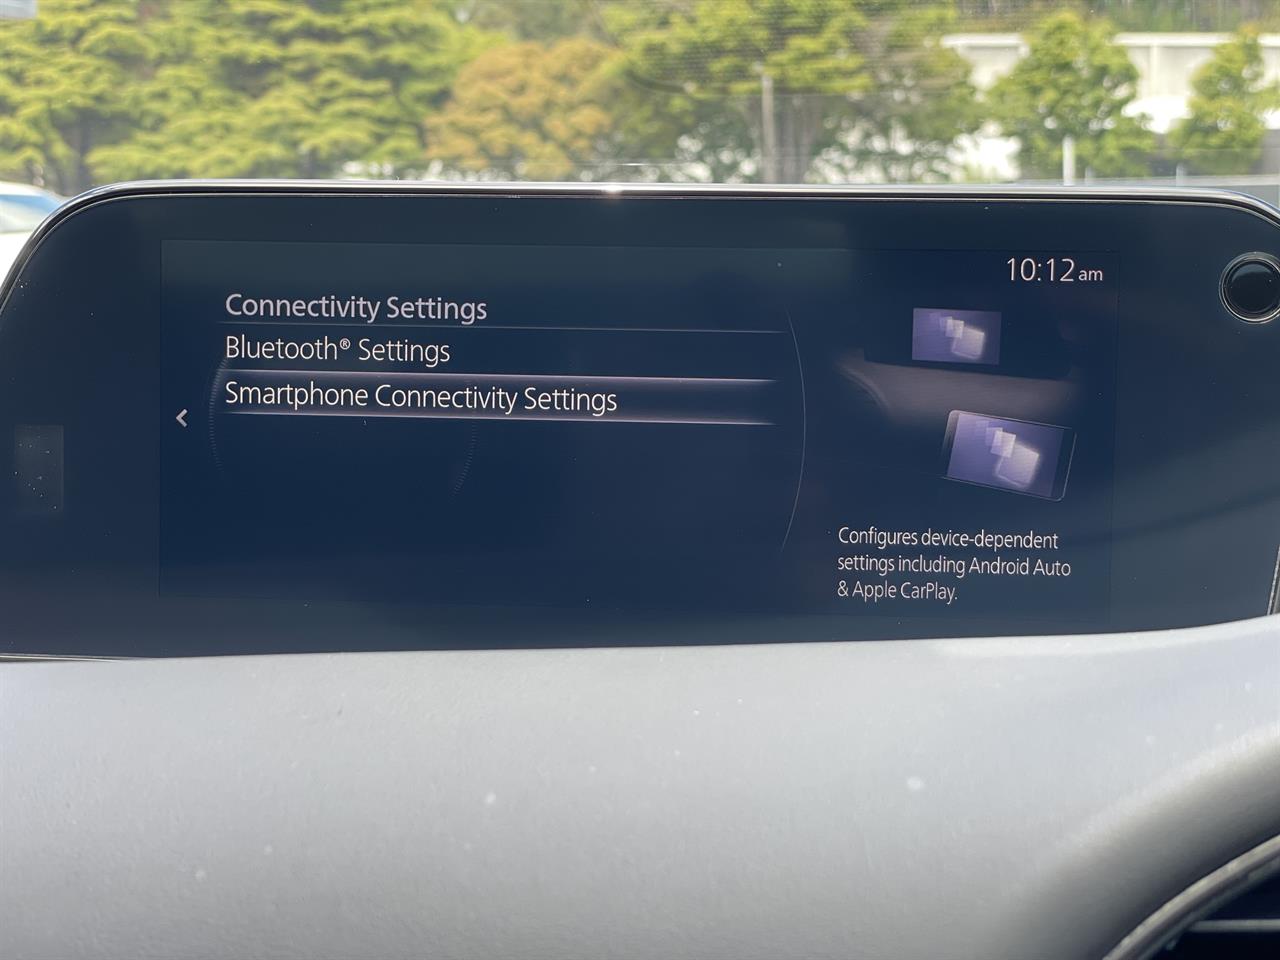 10:12 am
Connectivity Settings
Bluetooth® Settings
Smartphone Connectivity Settings
Configures device-dependent
settings including Android Auto
& Apple CarPlay.